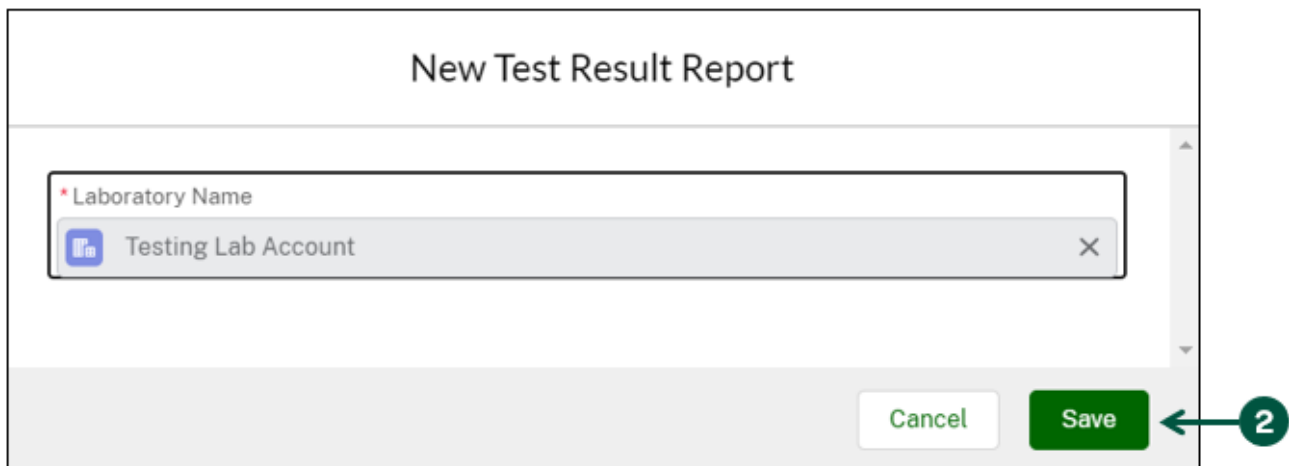 New Test Result Report
*Laboratory Name
Testing Lab Account
Cancel
Save
2